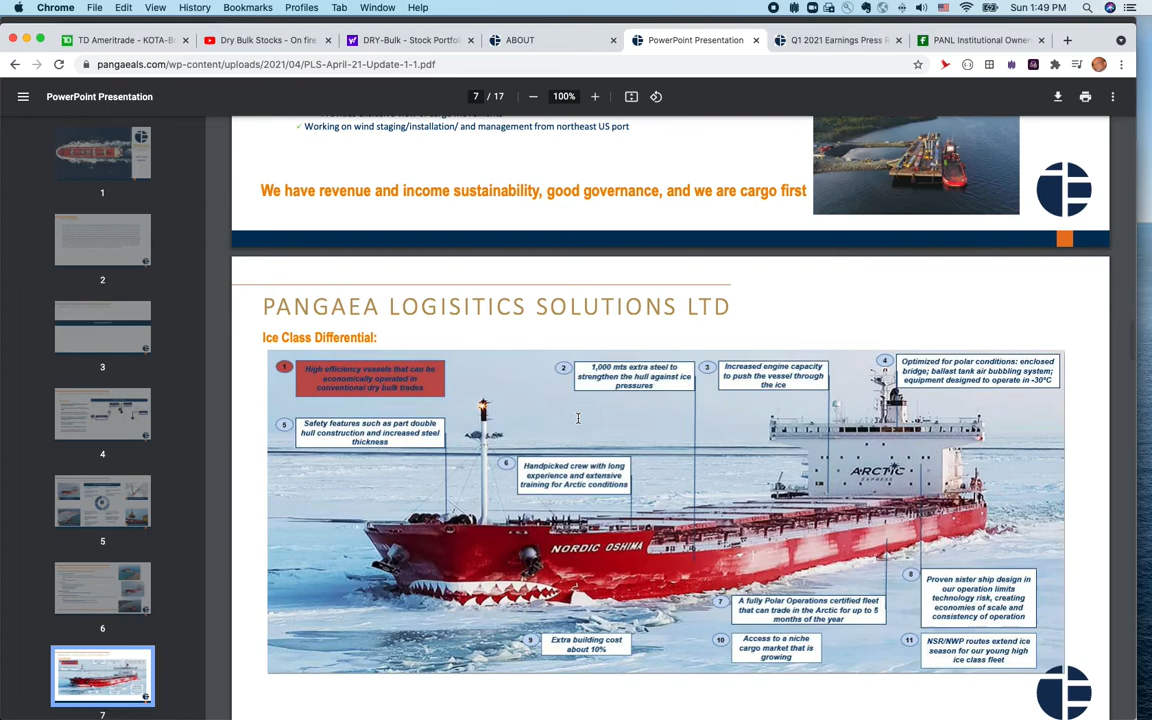 Chrome File Edit View History Bookmarks Profiles Tab Window Help Sun 1:49 PM
TD Ameritrade - KOTA-B
Dry Bulk Stocks - On fire
DRY-Bulk - Stock Portfol
ABOUT
PowerPoint Presentation
Q1 2021 Earnings Press R
PANL Institutional Owner
pangaeals.com/wp-content/uploads/2021/04/PLS-April-21-Update-1-1.pdf
PowerPoint Presentation
7 / 17
100%
1
2
3
4
5
6
7
Working on wind staging/installation/ and management from northeast US port
We have revenue and income sustainability, good governance, and we are cargo first
PANGAEA LOGISITICS SOLUTIONS LTD
Ice Class Differential:
1
High efficiency vessels that can be
economically operated in
conventional dry bulk trades
2
1,000 mts extra steel to
strengthen the hull against ice
pressures
3
Increased engine capacity
to push the vessel through
the ice
4
Optimized for polar conditions: enclosed
bridge; ballast tank air bubbling system;
equipment designed to operate in -30°C
5
Safety features such as part double
hull construction and increased steel
thickness
6
Handpicked crew with long
experience and extensive
training for Arctic conditions
ARCTIC
EXPRESS
NORDIC OSHIMA
7
A fully Polar Operations certified fleet
that can trade in the Arctic for up to 5
months of the year
8
Proven sister ship design in
our operation limits
technology risk, creating
economies of scale and
consistency of operation
9
Extra building cost
about 10%
10
Access to a niche
cargo market that is
growing
11
NSR/NWP routes extend ice
season for our young high
ice class fleet